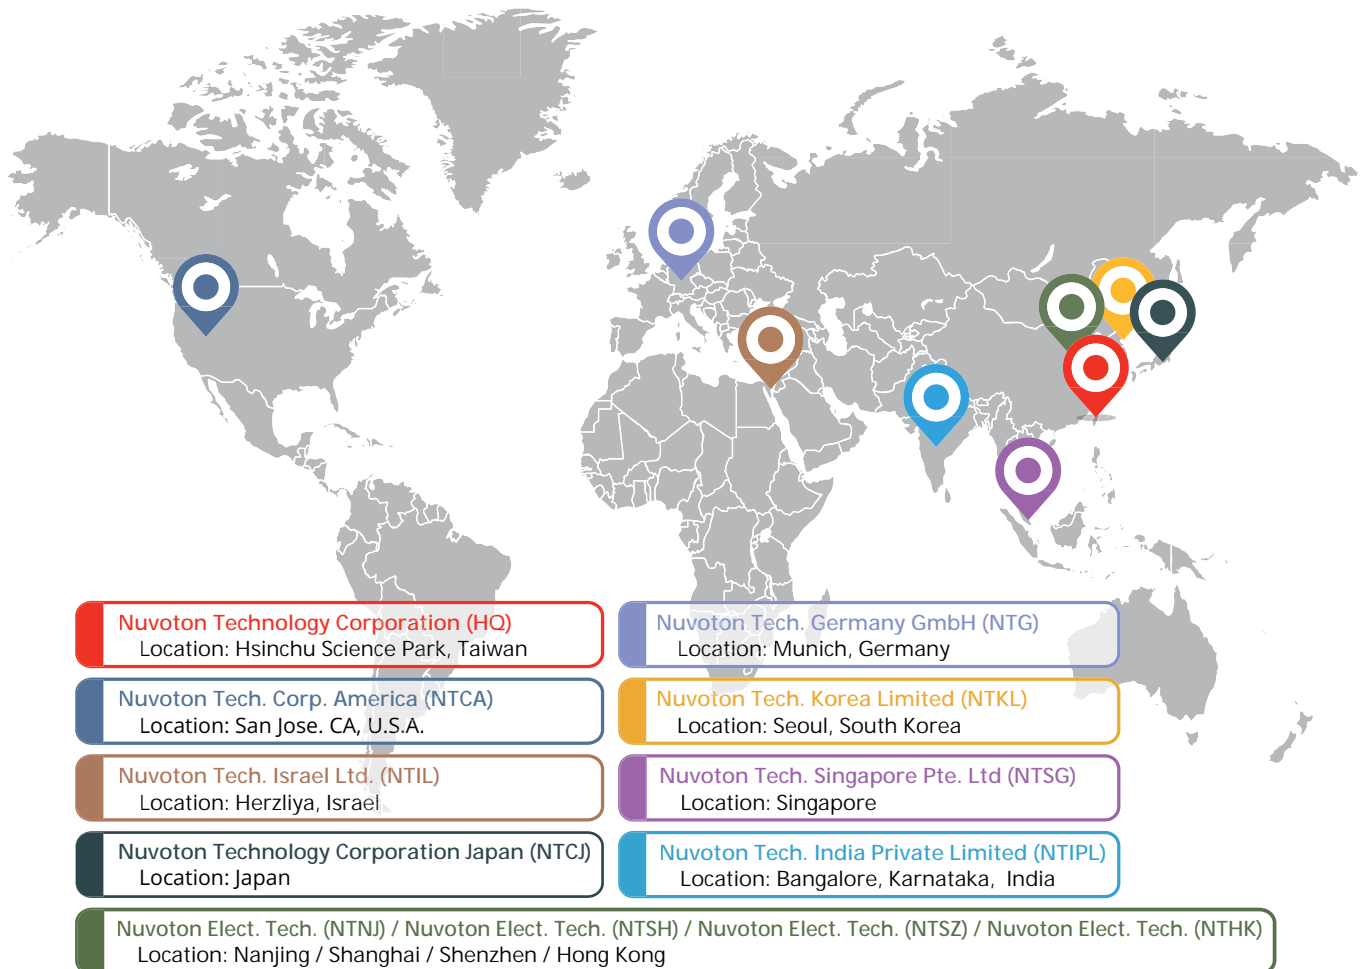 Nuvoton Technology Corporation (HQ)
Location: Hsinchu Science Park, Taiwan
Nuvoton Tech. Germany GmbH (NTG)
Location: Munich, Germany
Nuvoton Tech. Corp. America (NTCA)
Location: San Jose. CA, U.S.A.
Nuvoton Tech. Korea Limited (NTKL)
Location: Seoul, South Korea
Nuvoton Tech. Israel Ltd. (NTIL)
Location: Herzliya, Israel
Nuvoton Tech. Singapore Pte. Ltd (NTSG)
Location: Singapore
Nuvoton Technology Corporation Japan (NTCJ)
Location: Japan
Nuvoton Tech. India Private Limited (NTIPL)
Location: Bangalore, Karnataka, India
Nuvoton Elect. Tech. (NTNJ) / Nuvoton Elect. Tech. (NTSH) / Nuvoton Elect. Tech. (NTSZ) / Nuvoton Elect. Tech. (NTHK)
Location: Nanjing / Shanghai / Shenzhen / Hong Kong